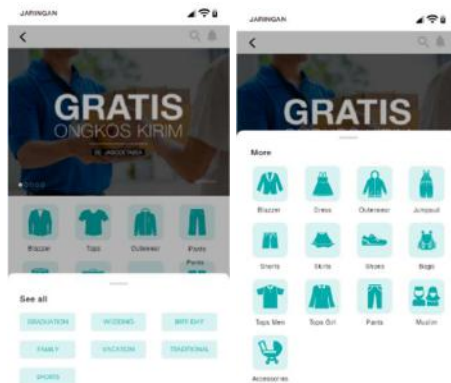 JARINGAN
GRATIS
ONGKOS KIRIM
Blazzer
Tops
Outerwear
Pants
Pants
See all
GRADUATION
WEDDING
BIRTHDAY
FAMILY
VACATION
TRADITIONAL
SPORTS
JARINGAN
GRATIS
More
Blazzer
Dress
Outerwear
Jumpsuit
Shorts
Skirts
Shoes
Bags
Tops Men
Tops Girl
Pants
Muslim
Accessories